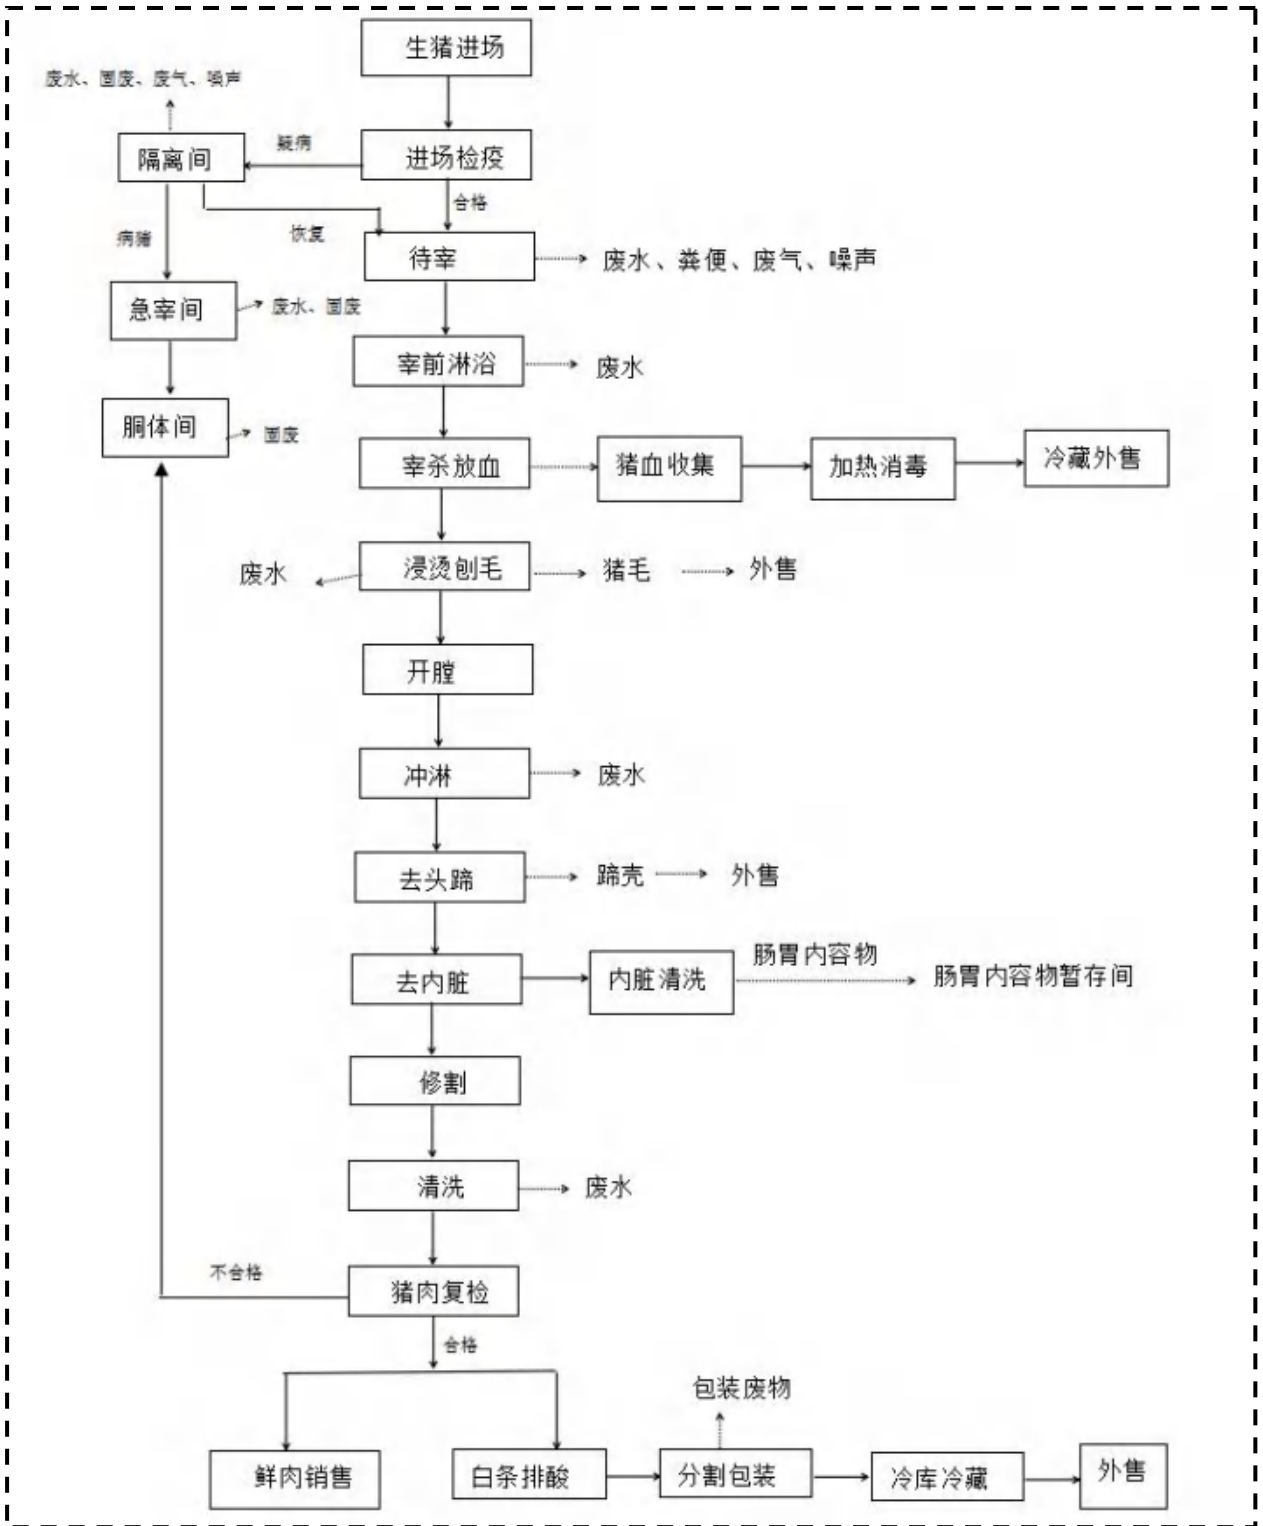 生猪进场
废水、固废、废气、噪声
隔离间
疑病
进场检疫
合格
病猪
恢复
待宰
废水、粪便、废气、噪声
急宰间
废水、固废
宰前淋浴
废水
胴体间
固废
宰杀放血
猪血收集
加热消毒
冷藏外售
废水
浸烫刨毛
猪毛
外售
开膛
冲淋
废水
去头蹄
蹄壳
外售
去内脏
内脏清洗
肠胃内容物
肠胃内容物暂存间
修割
清洗
废水
不合格
猪肉复检
合格
包装废物
鲜肉销售
白条排酸
分割包装
冷库冷藏
外售